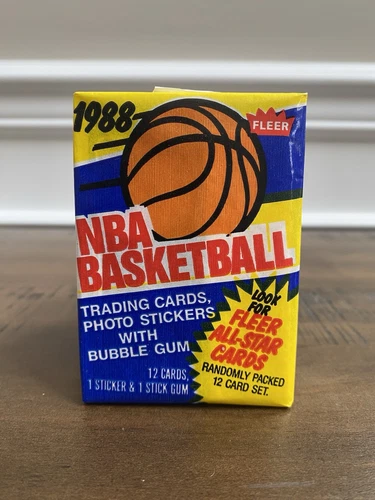 1988
FLEER
NBA
BASKETBALL
TRADING CARDS,
PHOTO STICKERS
WITH
BUBBLE GUM
12 CARDS,
1 STICKER & 1 STICK GUM
LOOK
FOR
FLEER
ALL-STAR
CARDS
RANDOMLY PACKED
12 CARD SET.